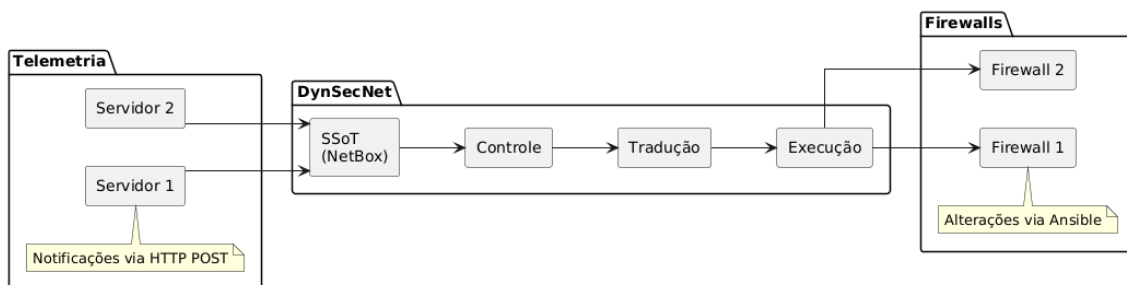 Telemetria
Servidor 2
Servidor 1
Notificações via HTTP POST
DynSecNet
SSoT
(NetBox)
Controle
Tradução
Execução
Firewalls
Firewall 2
Firewall 1
Alterações via Ansible